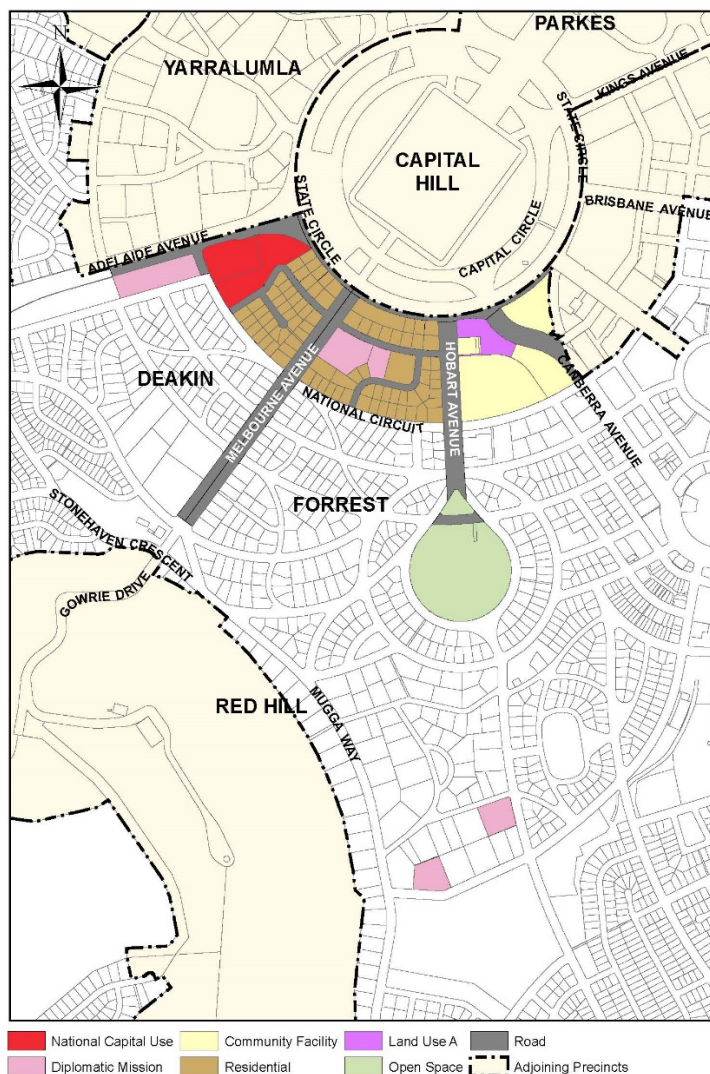 PARKES
N
YARRALUMLA
KINGS AVENUE
STATE CIRCLE
CAPITAL
HILL
STATE CIRCLE
BRISBANE AVENUE
CAPITAL CIRCLE
ADELAIDE AVENUE
HOBART AVENUE
MELBOURNE AVENUE
CANBERRA AVENUE
DEAKIN
NATIONAL CIRCUIT
FORREST
STONEHAVEN CRESCENT
GOWRIE DRIVE
RED HILL
MUGGA WAY
National Capital Use
Community Facility
Land Use A
Road
Diplomatic Mission
Residential
Open Space
Adjoining Precincts